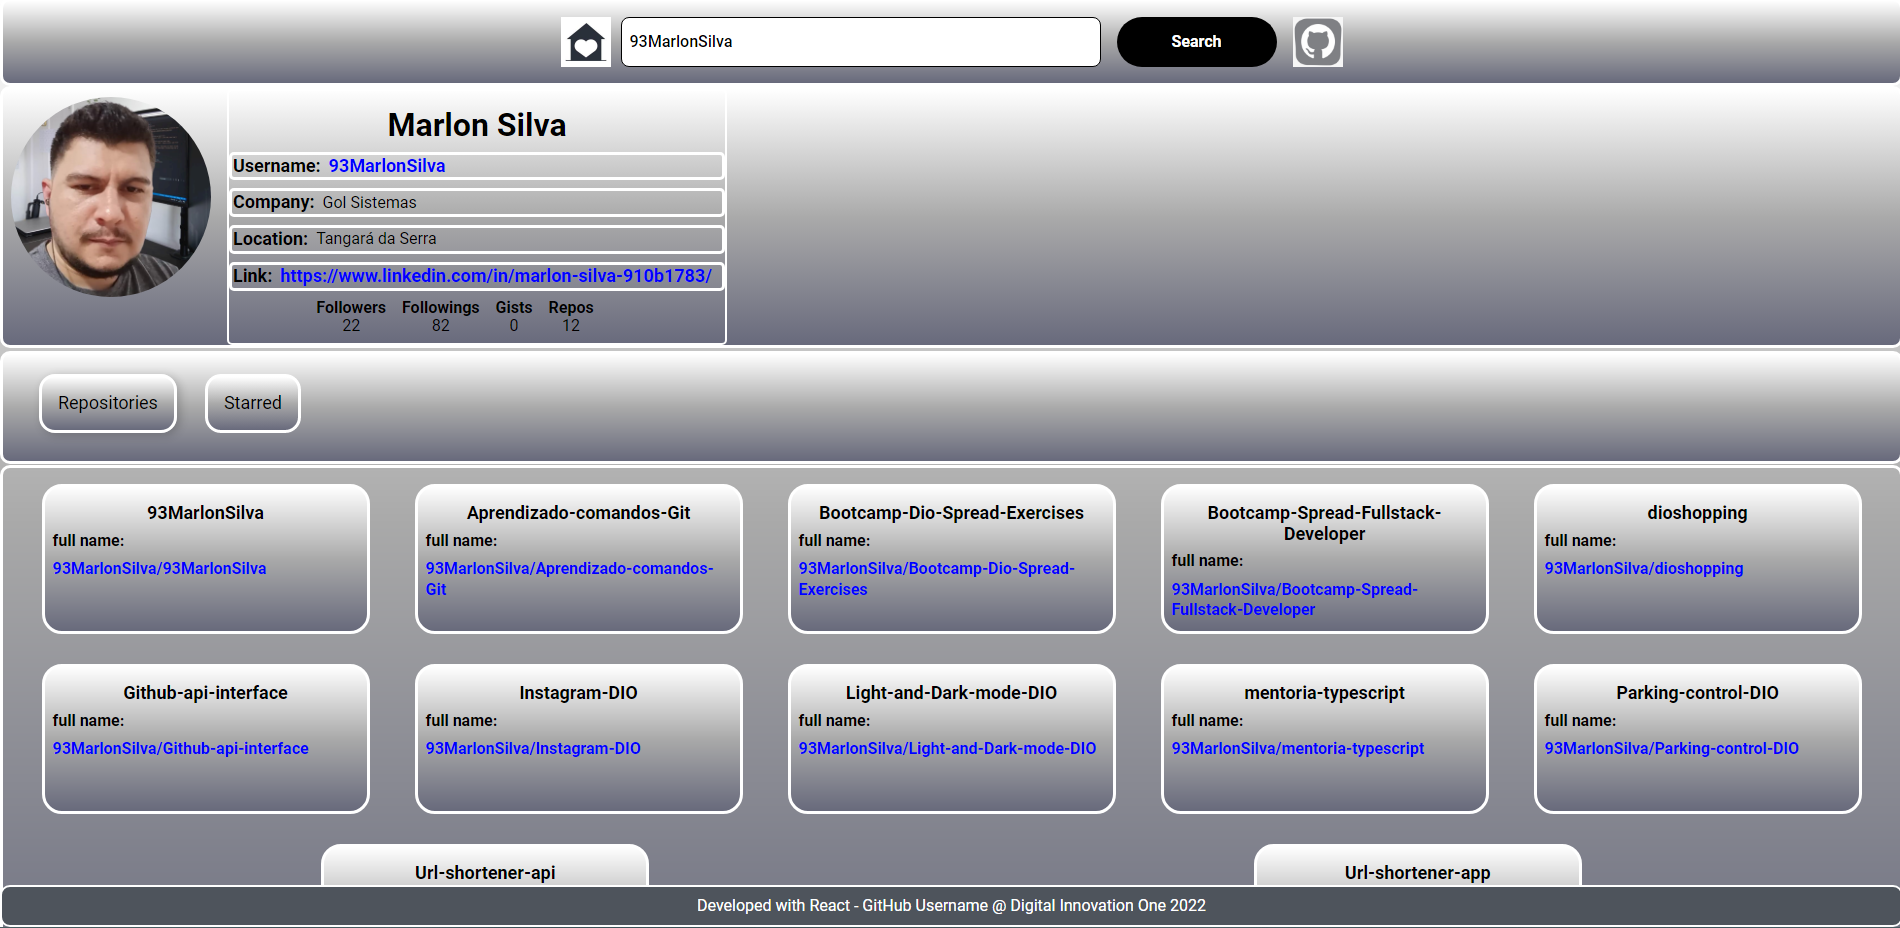 93MarlonSilva
Search
Marlon Silva
Username: 93MarlonSilva
Company: Gol Sistemas
Location: Tangará da Serra
Link: https://www.linkedin.com/in/marlon-silva-910b1783/
Followers Followings Gists Repos
22 82 0 12
Repositories
Starred
93MarlonSilva
full name:
93MarlonSilva/93MarlonSilva
Aprendizado-comandos-Git
full name:
93MarlonSilva/Aprendizado-comandos-
Git
Bootcamp-Dio-Spread-Exercises
full name:
93MarlonSilva/Bootcamp-Dio-Spread-
Exercises
Bootcamp-Spread-Fullstack-
Developer
full name:
93MarlonSilva/Bootcamp-Spread-
Fullstack-Developer
dioshopping
full name:
93MarlonSilva/dioshopping
Github-api-interface
full name:
93MarlonSilva/Github-api-interface
Instagram-DIO
full name:
93MarlonSilva/Instagram-DIO
Light-and-Dark-mode-DIO
full name:
93MarlonSilva/Light-and-Dark-mode-DIO
mentoria-typescript
full name:
93MarlonSilva/mentoria-typescript
Parking-control-DIO
full name:
93MarlonSilva/Parking-control-DIO
Url-shortener-api
Url-shortener-app
Developed with React - GitHub Username @ Digital Innovation One 2022